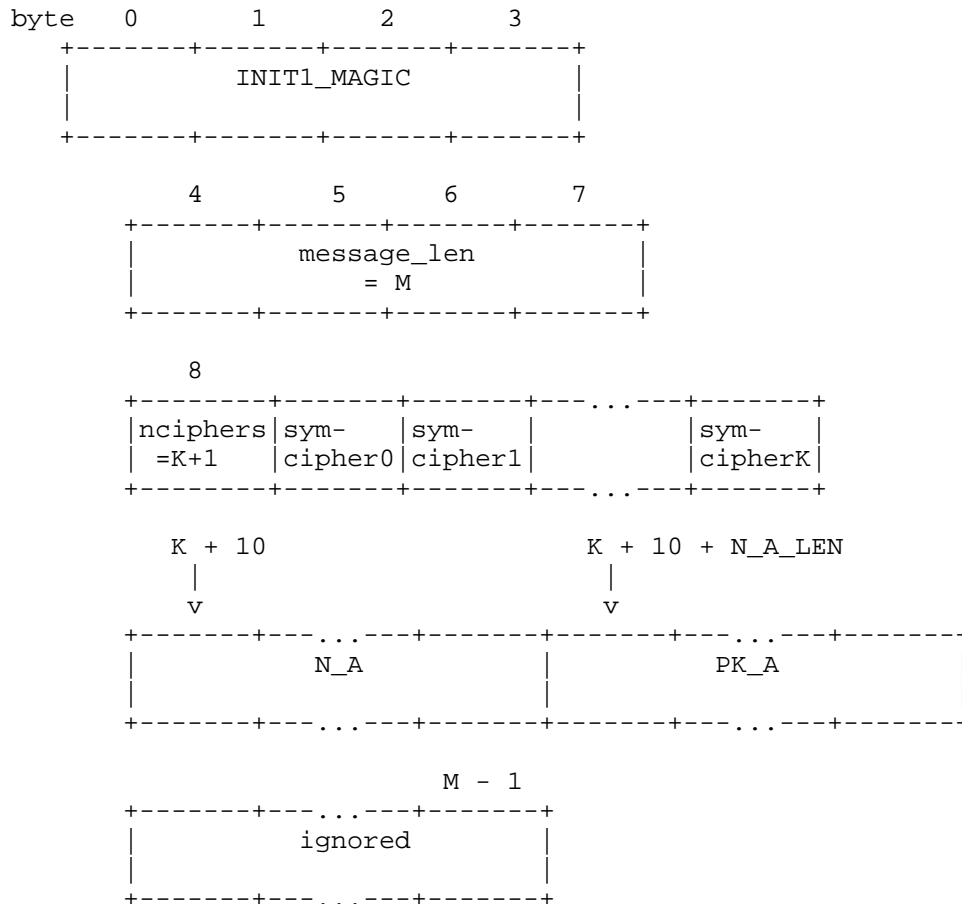 byte 0 1 2 3
+-------+-------+-------+-------+
| INIT1_MAGIC |
| |
+-------+-------+-------+-------+
4 5 6 7
+-------+-------+-------+-------+
| message_len |
| = M |
+-------+-------+-------+-------+
8
+--------+-------+-------+---...---+-------+
|nciphers|sym- |sym- | |sym- |
| =K+1 |cipher0|cipher1| |cipherK|
+--------+-------+-------+---...---+-------+
K + 10 K + 10 + N_A_LEN
| |
v v
+-------+---...---+-------+-------+---...---+-------+
| N_A | PK_A |
| | |
+-------+---...---+-------+-------+---...---+-------+
M - 1
+-------+---...---+-------+
| ignored |
| |
+-------+---...---+-------+